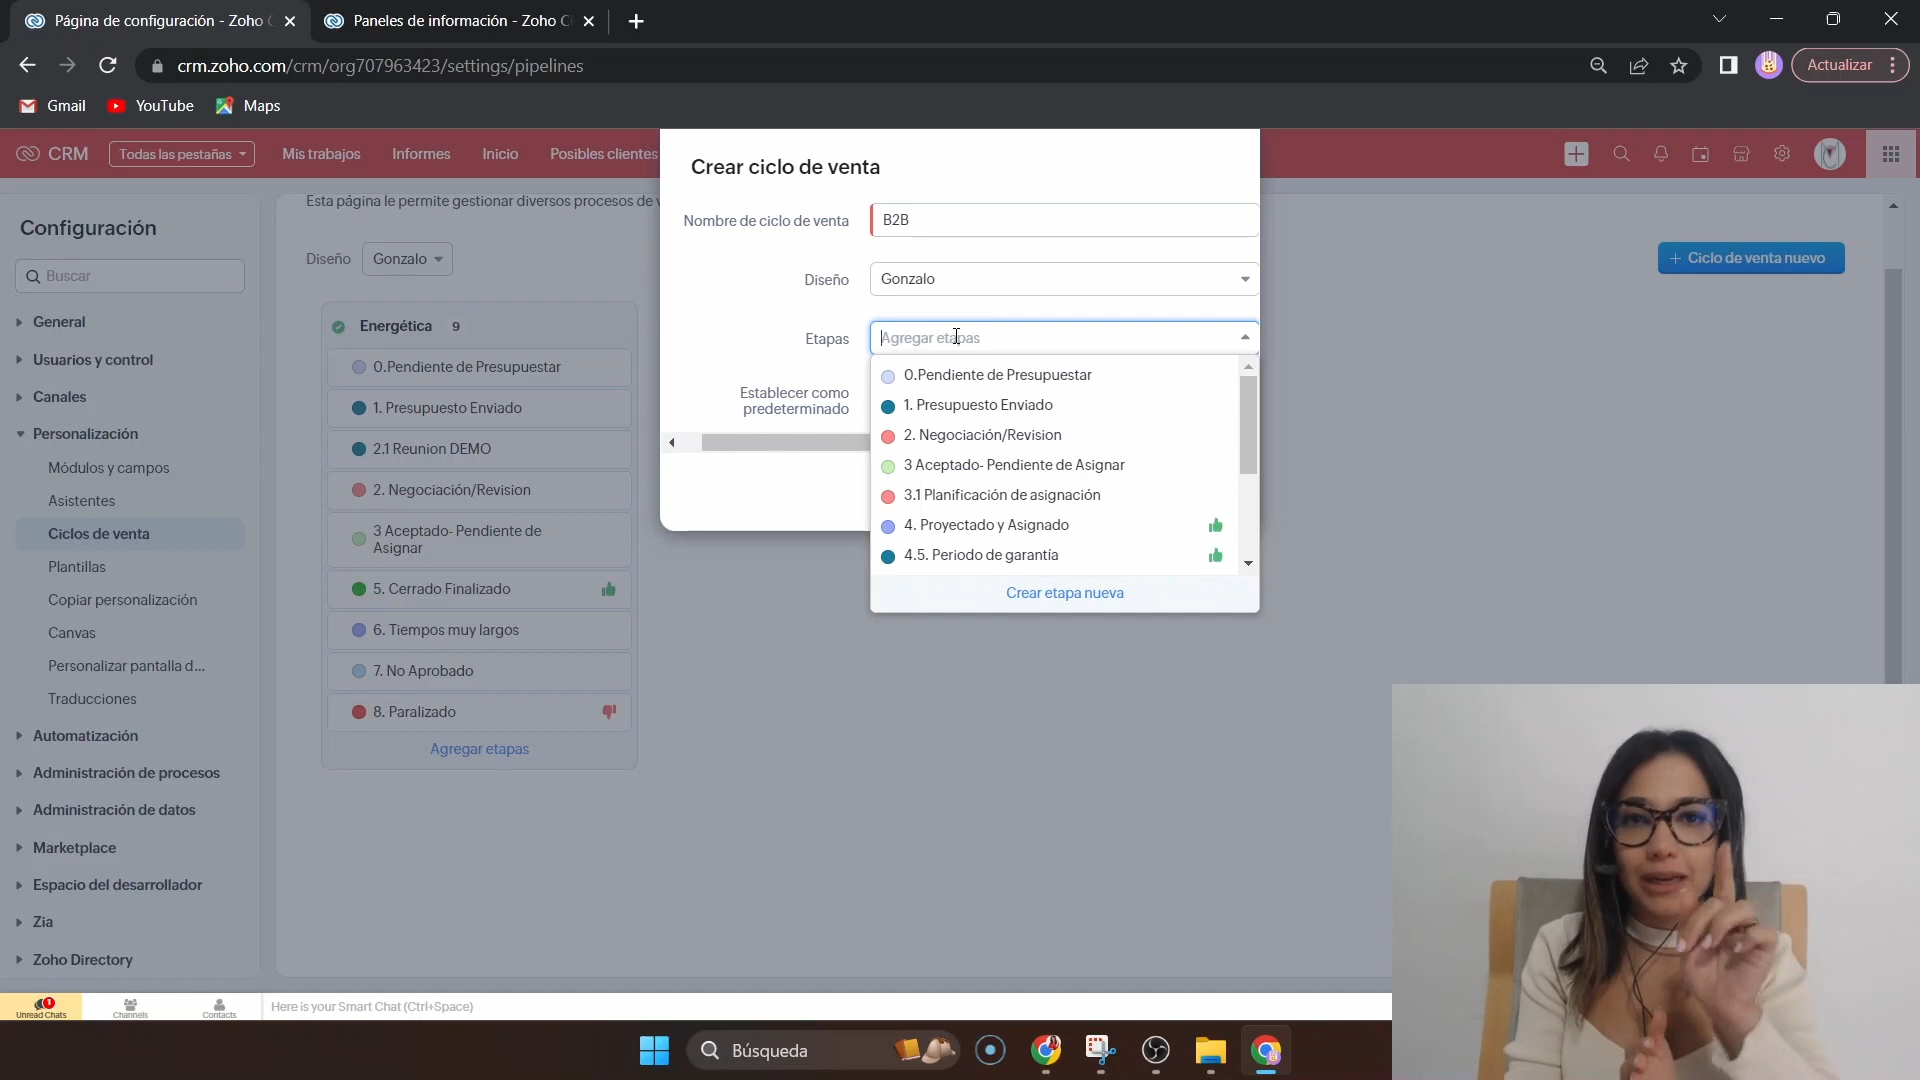 Página de configuración - Zoho C
Paneles de información - Zoho C
crm.zoho.com/crm/org707963423/settings/pipelines
Actualizar
Gmail
YouTube
Maps
CRM
Todas las pestañas
Mis trabajos
Informes
Inicio
Posibles clientes
Crear ciclo de venta
Esta página le permite gestionar diversos procesos de v
Configuración
Buscar
Diseño
Gonzalo
Ciclo de venta nuevo
Nombre de ciclo de venta
B2B
Diseño
Gonzalo
Etapas
Agregar etapas
Establecer como
predeterminado
0.Pendiente de Presupuestar
1. Presupuesto Enviado
2. Negociación/Revision
3 Aceptado- Pendiente de Asignar
3.1 Planificación de asignación
4. Proyectado y Asignado
4.5. Periodo de garantía
Crear etapa nueva
Energética 9
0.Pendiente de Presupuestar
1. Presupuesto Enviado
2.1 Reunion DEMO
2. Negociación/Revision
3 Aceptado- Pendiente de
Asignar
5. Cerrado Finalizado
6. Tiempos muy largos
7. No Aprobado
8. Paralizado
Agregar etapas
General
Usuarios y control
Canales
Personalización
Módulos y campos
Asistentes
Ciclos de venta
Plantillas
Copiar personalización
Canvas
Personalizar pantalla d...
Traducciones
Automatización
Administración de procesos
Administración de datos
Marketplace
Espacio del desarrollador
Zia
Zoho Directory
1
Unread Chats
Channels
Contacts
Here is your Smart Chat (Ctrl+Space)
Búsqueda